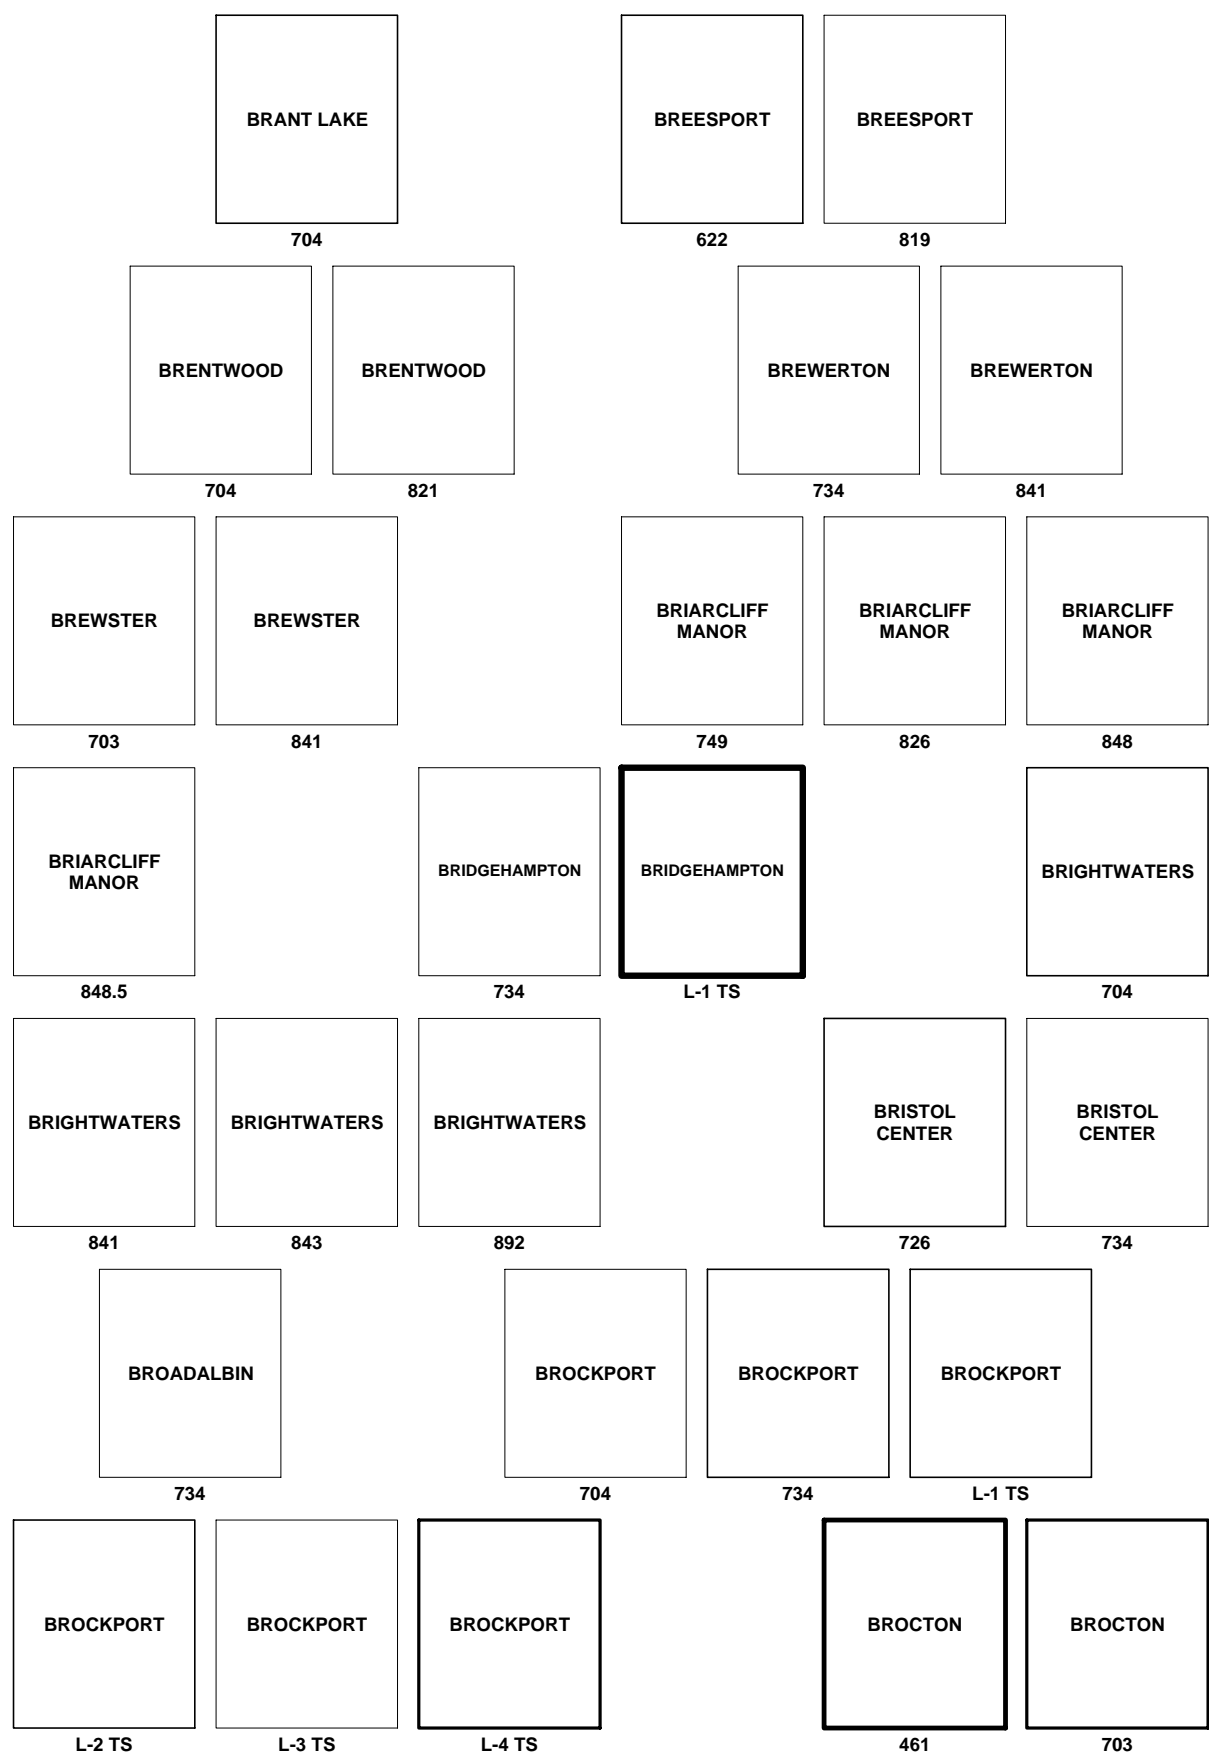 BRANT LAKE
704
BREESPORT
622
BREESPORT
819
BRENTWOOD
704
BRENTWOOD
821
BREWERTON
734
BREWERTON
841
BREWSTER
703
BREWSTER
841
BRIARCLIFF
MANOR
749
BRIARCLIFF
MANOR
826
BRIARCLIFF
MANOR
848
BRIARCLIFF
MANOR
848.5
BRIDGEHAMPTON
734
BRIDGEHAMPTON
L-1 TS
BRIGHTWATERS
704
BRIGHTWATERS
841
BRIGHTWATERS
843
BRIGHTWATERS
892
BRISTOL
CENTER
726
BRISTOL
CENTER
734
BROADALBIN
734
BROCKPORT
704
BROCKPORT
734
BROCKPORT
L-1 TS
BROCKPORT
L-2 TS
BROCKPORT
L-3 TS
BROCKPORT
L-4 TS
BROCTON
461
BROCTON
703